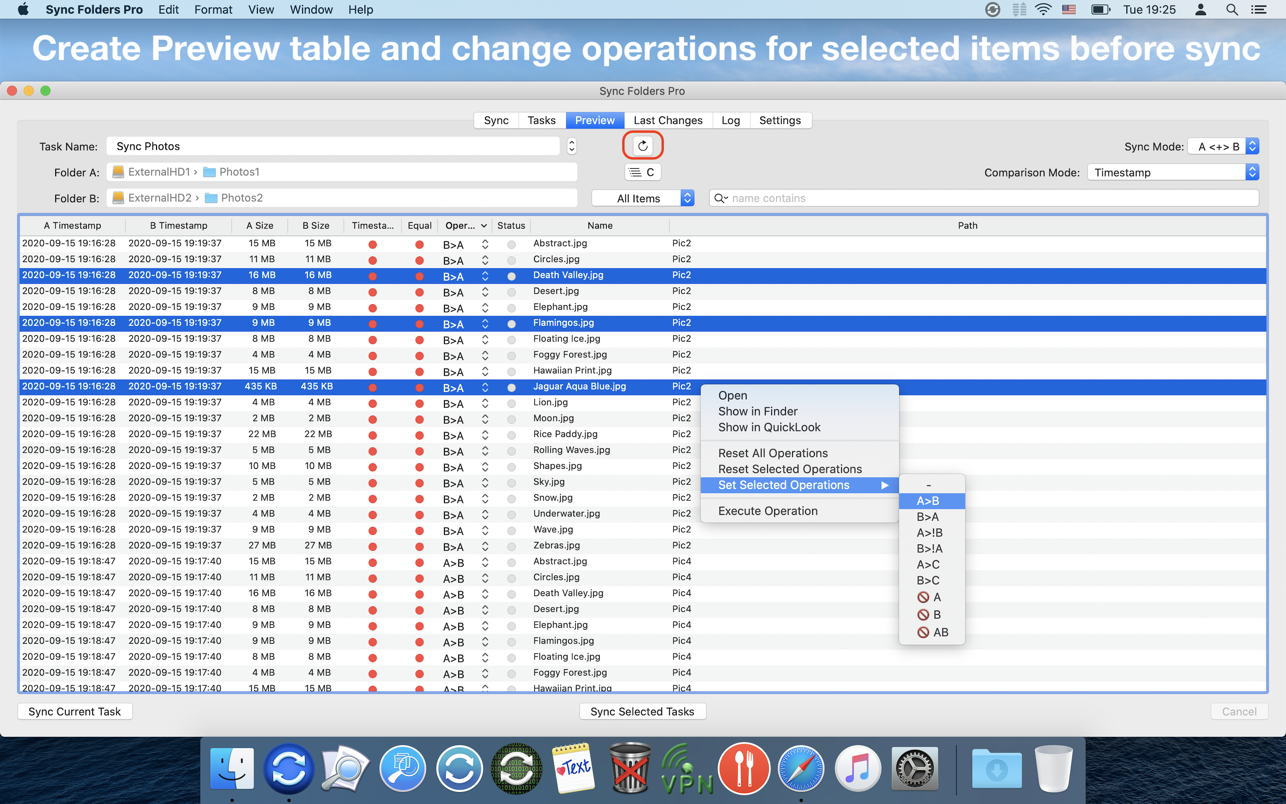 Sync Folders Pro Edit Format View Window Help Tue 19:25
Create Preview table and change operations for selected items before sync
Sync Folders Pro
Sync Tasks Preview Last Changes Log Settings
Task Name: Sync Photos Sync Mode: A <+> B
Folder A: ExternalHD1 › Photos1 C Comparison Mode: Timestamp
Folder B: ExternalHD2 › Photos2 All Items name contains
A Timestamp B Timestamp A Size B Size Timesta... Equal Oper... Status Name Path
2020-09-15 19:16:28 2020-09-15 19:19:37 15 MB 15 MB B>A Abstract.jpg Pic2
2020-09-15 19:16:28 2020-09-15 19:19:37 11 MB 11 MB B>A Circles.jpg Pic2
2020-09-15 19:16:28 2020-09-15 19:19:37 16 MB 16 MB B>A Death Valley.jpg Pic2
2020-09-15 19:16:28 2020-09-15 19:19:37 8 MB 8 MB B>A Desert.jpg Pic2
2020-09-15 19:16:28 2020-09-15 19:19:37 9 MB 9 MB B>A Elephant.jpg Pic2
2020-09-15 19:16:28 2020-09-15 19:19:37 9 MB 9 MB B>A Flamingos.jpg Pic2
2020-09-15 19:16:28 2020-09-15 19:19:37 8 MB 8 MB B>A Floating Ice.jpg Pic2
2020-09-15 19:16:28 2020-09-15 19:19:37 4 MB 4 MB B>A Foggy Forest.jpg Pic2
2020-09-15 19:16:28 2020-09-15 19:19:37 15 MB 15 MB B>A Hawaiian Print.jpg Pic2
2020-09-15 19:16:28 2020-09-15 19:19:37 435 KB 435 KB B>A Jaguar Aqua Blue.jpg Pic2
2020-09-15 19:16:28 2020-09-15 19:19:37 4 MB 4 MB B>A Lion.jpg Pic2
2020-09-15 19:16:28 2020-09-15 19:19:37 2 MB 2 MB B>A Moon.jpg Pic2
2020-09-15 19:16:28 2020-09-15 19:19:37 22 MB 22 MB B>A Rice Paddy.jpg Pic2
2020-09-15 19:16:28 2020-09-15 19:19:37 5 MB 5 MB B>A Rolling Waves.jpg Pic2
2020-09-15 19:16:28 2020-09-15 19:19:37 10 MB 10 MB B>A Shapes.jpg Pic2
2020-09-15 19:16:28 2020-09-15 19:19:37 5 MB 5 MB B>A Sky.jpg Pic2
2020-09-15 19:16:28 2020-09-15 19:19:37 2 MB 2 MB B>A Snow.jpg Pic2
2020-09-15 19:16:28 2020-09-15 19:19:37 4 MB 4 MB B>A Underwater.jpg Pic2
2020-09-15 19:16:28 2020-09-15 19:19:37 9 MB 9 MB B>A Wave.jpg Pic2
2020-09-15 19:16:28 2020-09-15 19:19:37 27 MB 27 MB B>A Zebras.jpg Pic2
2020-09-15 19:18:47 2020-09-15 19:17:40 15 MB 15 MB A>B Abstract.jpg Pic4
2020-09-15 19:18:47 2020-09-15 19:17:40 11 MB 11 MB A>B Circles.jpg Pic4
2020-09-15 19:18:47 2020-09-15 19:17:40 16 MB 16 MB A>B Death Valley.jpg Pic4
2020-09-15 19:18:47 2020-09-15 19:17:40 8 MB 8 MB A>B Desert.jpg Pic4
2020-09-15 19:18:47 2020-09-15 19:17:40 9 MB 9 MB A>B Elephant.jpg Pic4
2020-09-15 19:18:47 2020-09-15 19:17:40 9 MB 9 MB A>B Flamingos.jpg Pic4
2020-09-15 19:18:47 2020-09-15 19:17:40 8 MB 8 MB A>B Floating Ice.jpg Pic4
2020-09-15 19:18:47 2020-09-15 19:17:40 4 MB 4 MB A>B Foggy Forest.jpg Pic4
2020-09-15 19:18:47 2020-09-15 19:17:40 15 MB 15 MB A>B Hawaiian Print.jpg Pic4
Open
Show in Finder
Show in QuickLook
Reset All Operations
Reset Selected Operations
Set Selected Operations
Execute Operation
-
A>B
B>A
A>!B
B>!A
A>C
B>C
A
B
AB
Sync Current Task Sync Selected Tasks Cancel
Text
VPN